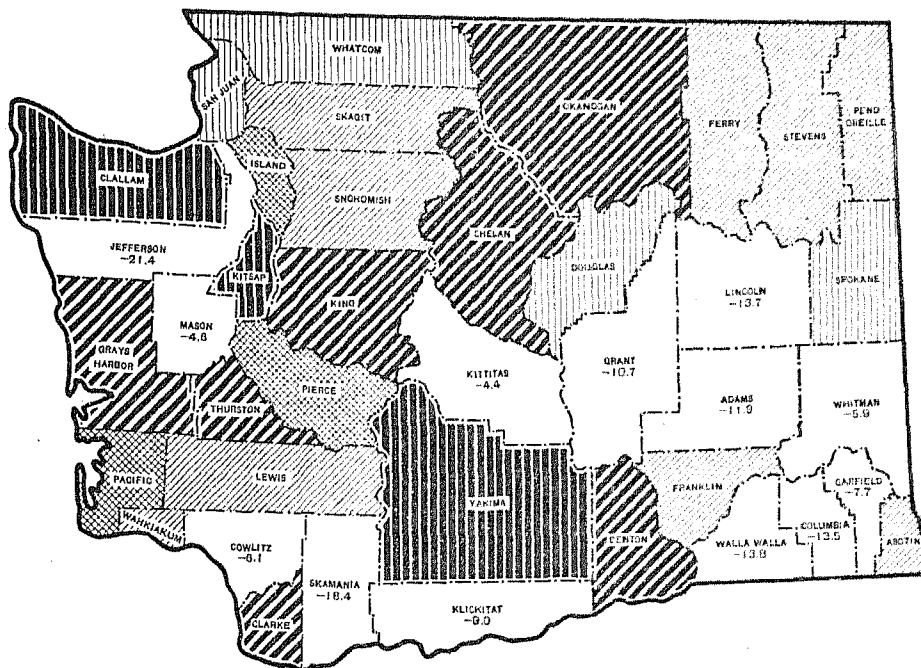 WHATCOM
SAN JUAN
OKANOGAN
SKAGIT
FERRY
STEVENS
PEND
OREILLE
ISLAND
CLALLAM
SNOHOMISH
CHELAN
JEFFERSON
-21.4
KITSAP
DOUGLAS
LINCOLN
-13.7
SPOKANE
MASON
-4.6
KING
GRAYS
HARBOR
KITTITAS
-4.4
GRANT
-10.7
PIERCE
THURSTON
ADAMS
-11.9
WHITMAN
-5.9
PACIFIC
LEWIS
YAKIMA
FRANKLIN
GARFIELD
-7.7
WAHKIAKUM
BENTON
COWLITZ
-6.1
WALLA WALLA
-13.8
COLUMBIA
-13.5
ASOTIN
SKAMANIA
-18.4
KLICKITAT
-9.0
CLARKE